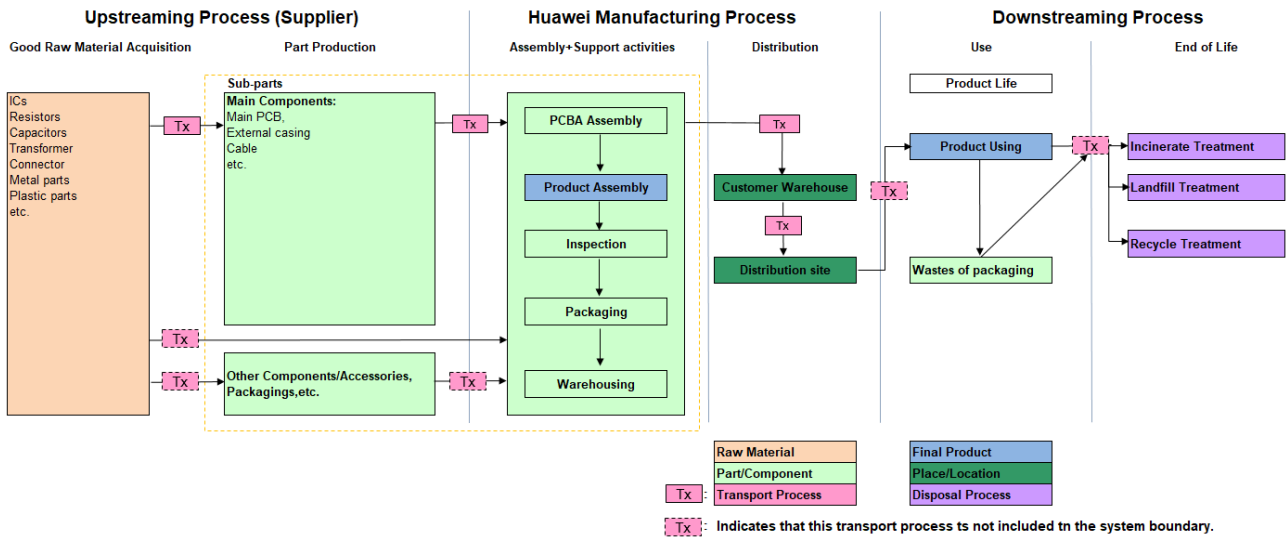 Upstreaming Process (Supplier)
Huawei Manufacturing Process
Downstreaming Process
Good Raw Material Acquisition
Part Production
Assembly+Support activities
Distribution
Use
End of Life
ICs
Resistors
Capacitors
Transformer
Connector
Metal parts
Plastic parts
etc.
Tx
Tx
Tx
Sub-parts
Main Components:
Main PCB,
External casing
Cable
etc.
Other Components/Accessories,
Packagings,etc.
Tx
Tx
PCBA Assembly
Product Assembly
Inspection
Packaging
Warehousing
Tx
Customer Warehouse
Tx
Distribution site
Tx
Product Life
Product Using
Wastes of packaging
Tx
Incinerate Treatment
Landfill Treatment
Recycle Treatment
Raw Material
Part/Component
Tx : Transport Process
Final Product
Place/Location
Disposal Process
Tx : Indicates that this transport process ts not included tn the system boundary.